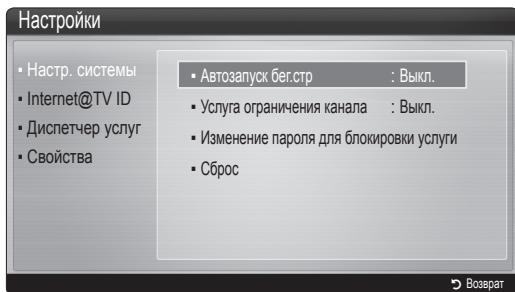 Настройки
▪ Настр. системы
▪ Internet@TV ID
▪ Диспетчер услуг
▪ Свойства
▪ Автозапуск бег.стр : Выкл.
▪ Услуга ограничения канала : Выкл.
▪ Изменение пароля для блокировки услуги
▪ Сброс
Возврат